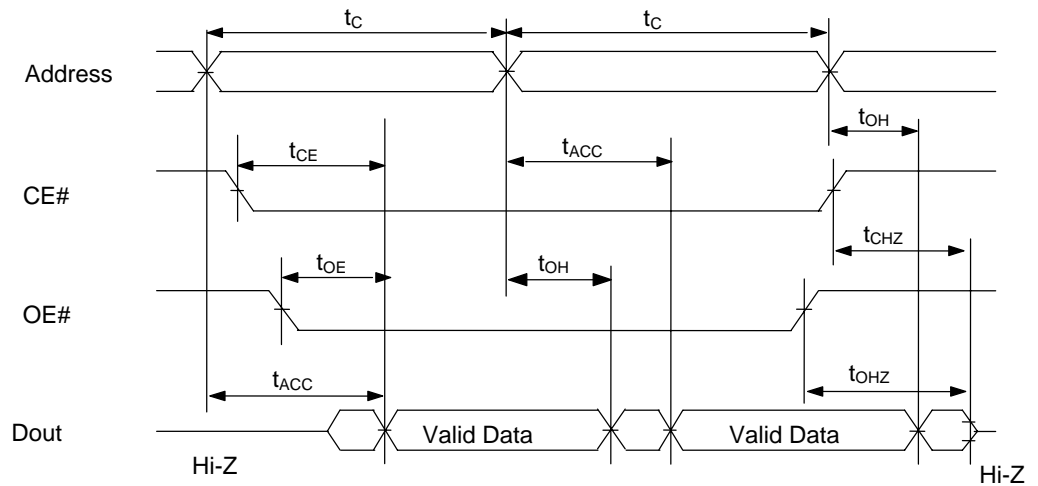 tC tC
Address
tOH
tCE tACC
CE#
tCHZ
tOE tOH
OE#
tACC tOHZ
Dout Valid Data Valid Data
Hi-Z Hi-Z